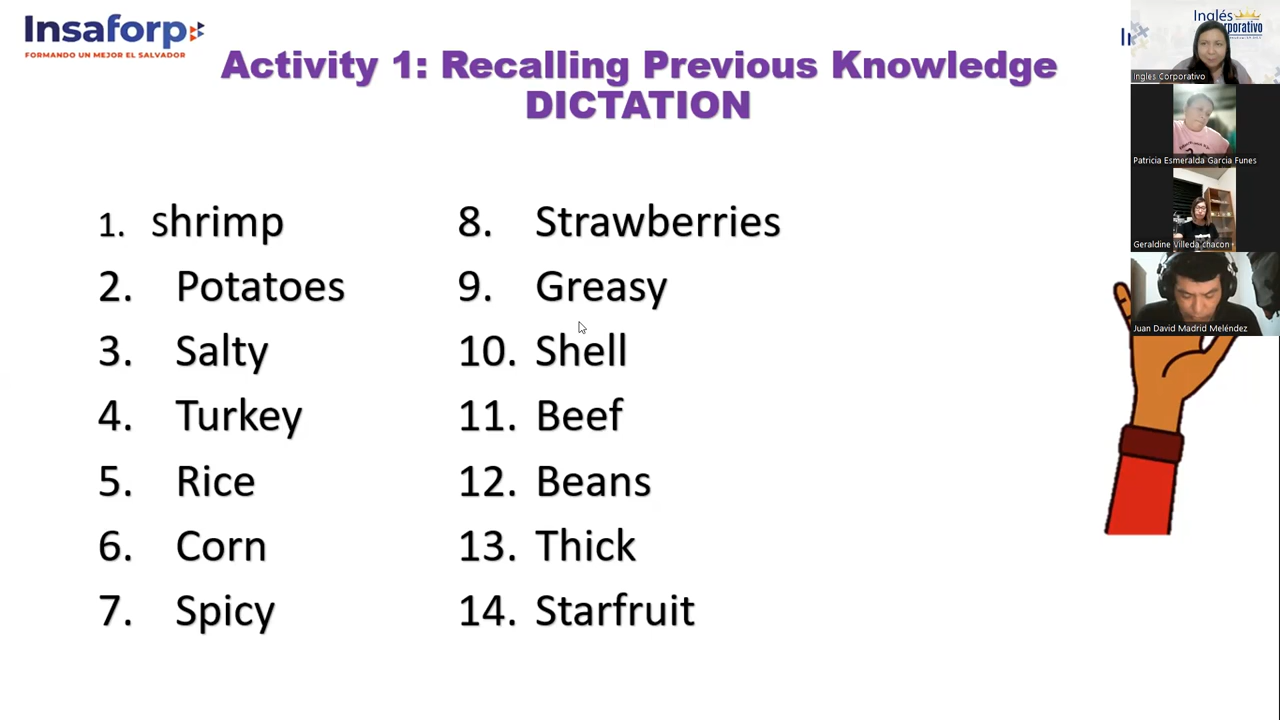 Insaforp
FORMANDO UN MEJOR EL SALVADOR
Activity 1: Recalling Previous Knowledge
DICTATION
1. Shrimp
2. Potatoes
3. Salty
4. Turkey
5. Rice
6. Corn
7. Spicy
8. Strawberries
9. Greasy
10. Shell
11. Beef
12. Beans
13. Thick
14. Starfruit
Inglés
Ingles Corporativo
Patricia Esmeralda Garcia Funes
Geraldine Villeda chacon
Juan David Madrid Meléndez